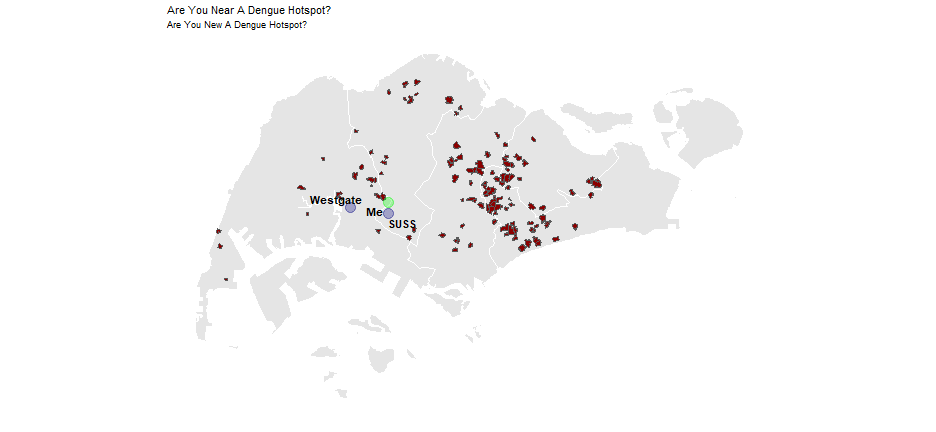 Are You Near A Dengue Hotspot?
Are You New A Dengue Hotspot?
Westgate
Me
SUSS